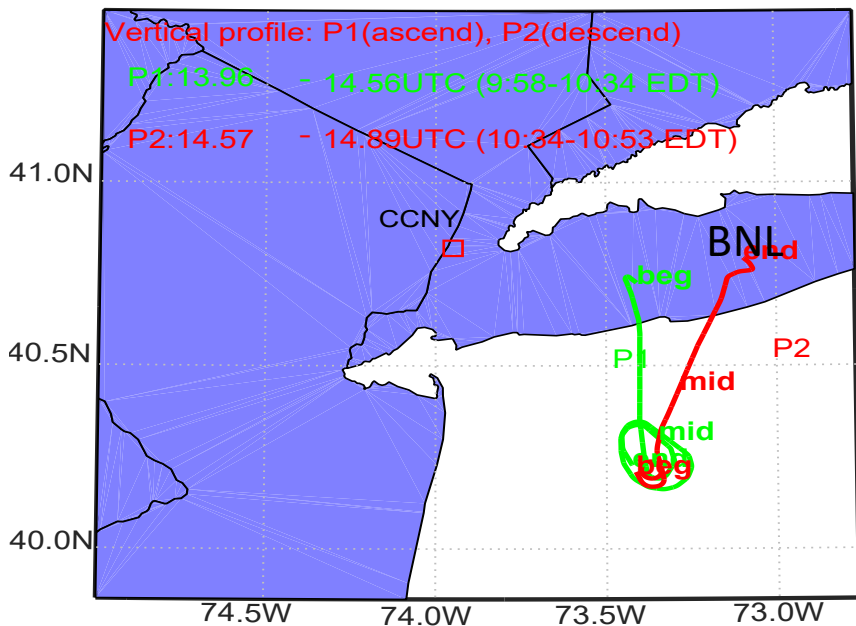 Vertical profile: P1(ascend), P2(descend)
P1:13.96 - 14.56UTC (9:58-10:34 EDT)
P2:14.57 - 14.89UTC (10:34-10:53 EDT)
41.0N
CCNY
BNL
end
beg
40.5N
P1
P2
mid
mid
end
beg
40.0N
74.5W 74.0W 73.5W 73.0W